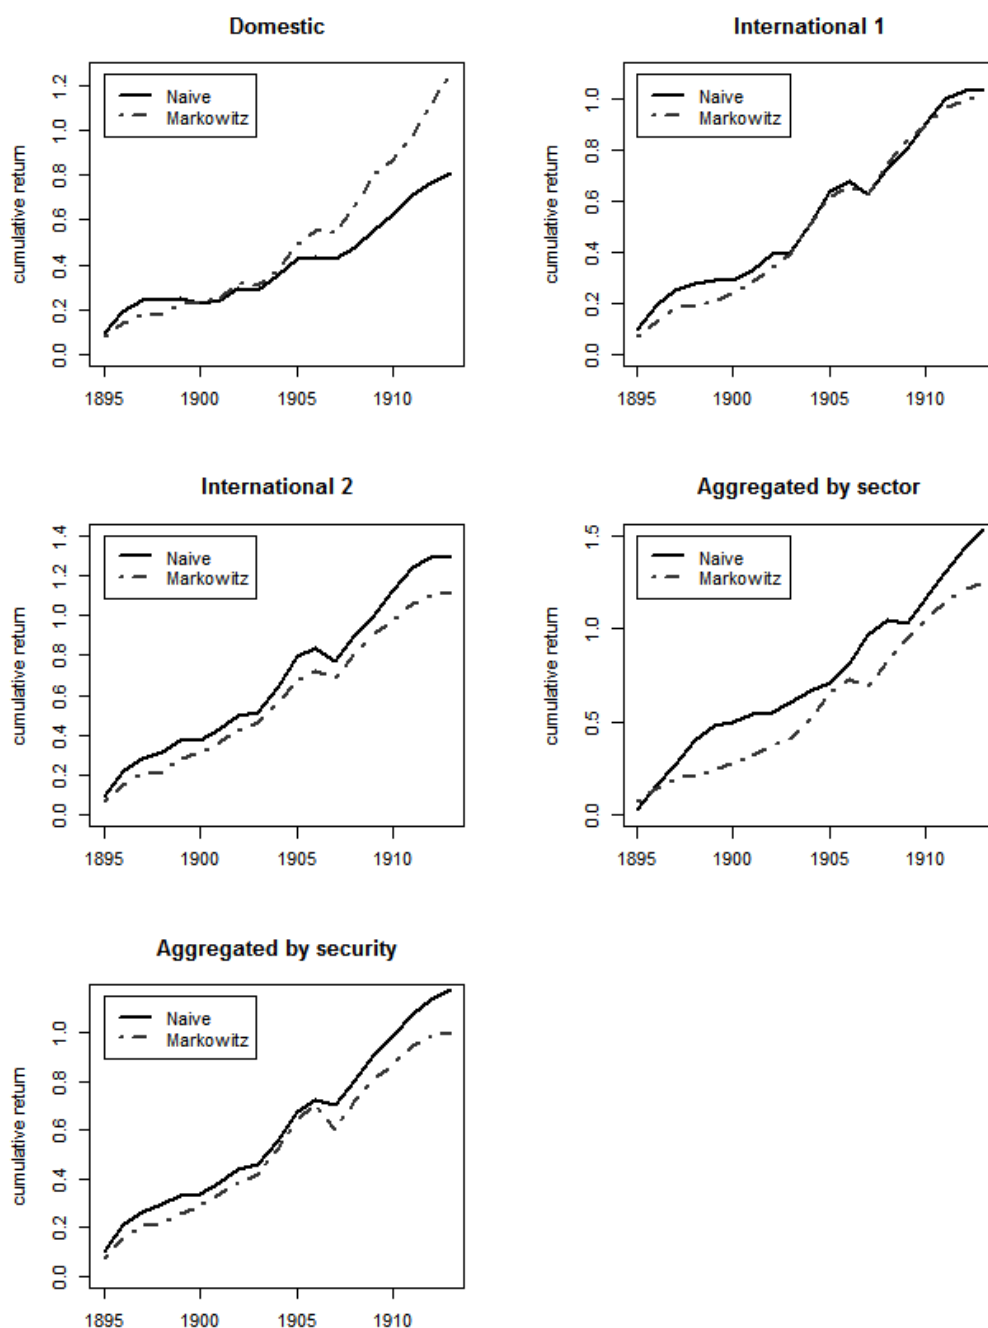 Domestic
cumulative return
0.0 0.2 0.4 0.6 0.8 1.0 1.2
Naive
Markowitz
1895 1900 1905 1910
International 1
cumulative return
0.0 0.2 0.4 0.6 0.8 1.0
Naive
Markowitz
1895 1900 1905 1910
International 2
cumulative return
0.0 0.2 0.4 0.6 0.8 1.0 1.2 1.4
Naive
Markowitz
1895 1900 1905 1910
Aggregated by sector
cumulative return
0.0 0.5 1.0 1.5
Naive
Markowitz
1895 1900 1905 1910
Aggregated by security
cumulative return
0.0 0.2 0.4 0.6 0.8 1.0
Naive
Markowitz
1895 1900 1905 1910